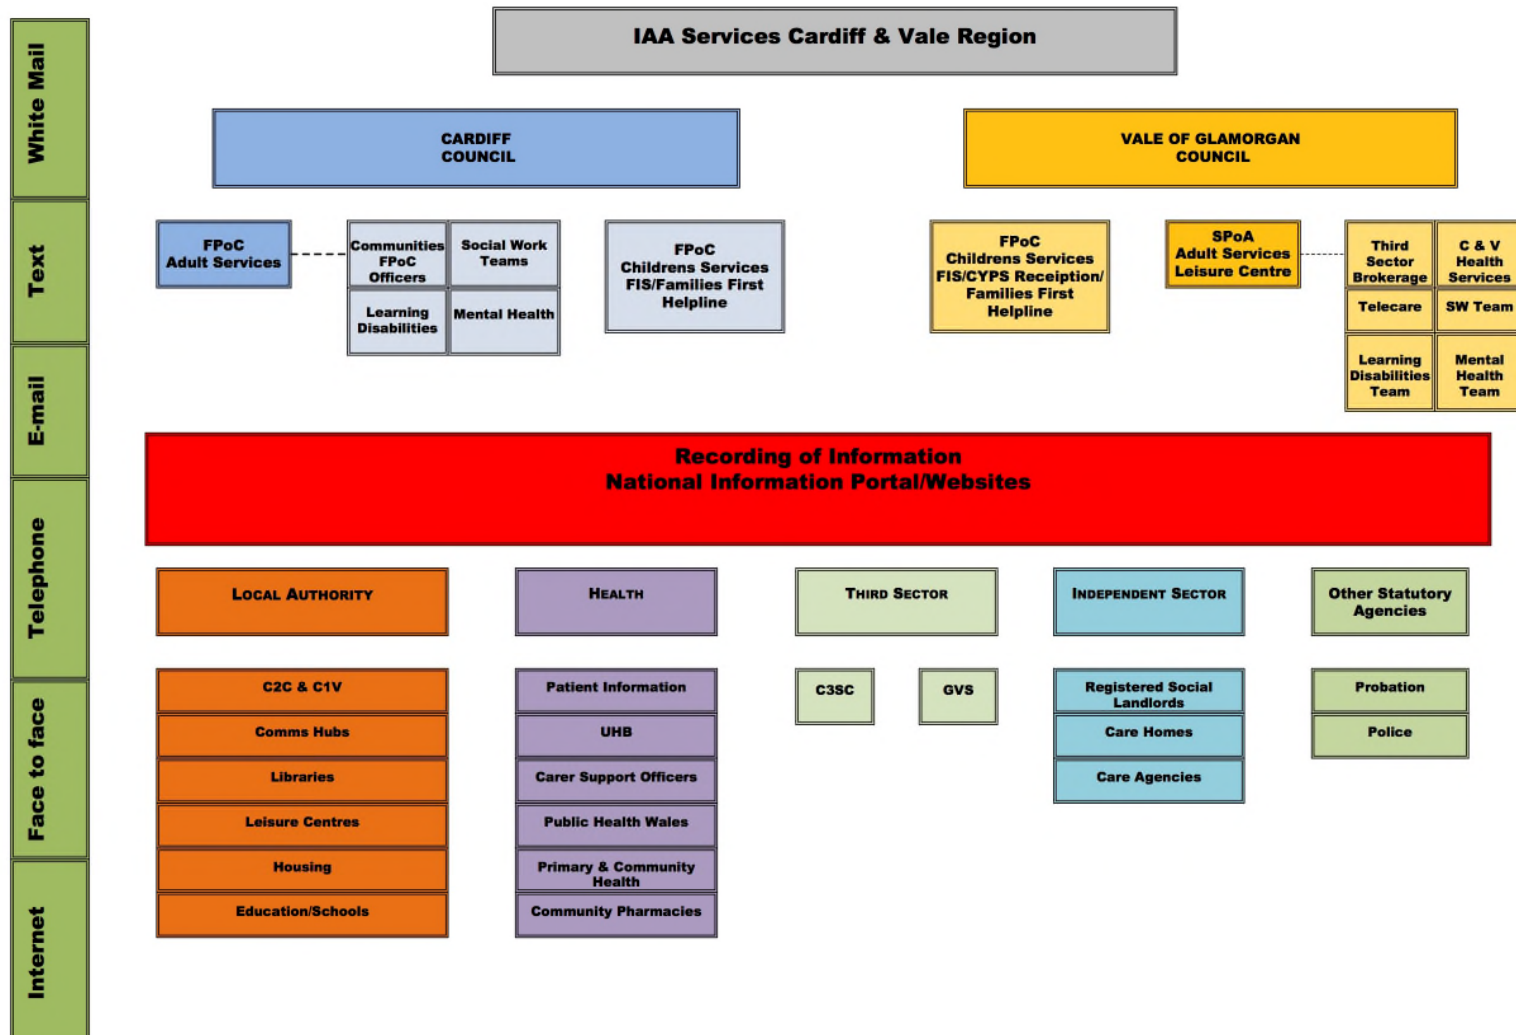 IAA Services Cardiff & Vale Region
White Mail
Text
E-mail
Telephone
Face to face
Internet
CARDIFF
COUNCIL
VALE OF GLAMORGAN
COUNCIL
FPoC
Adult Services
Communities
FPoC
Officers
Social Work
Teams
Learning
Disabilities
Mental Health
FPoC
Childrens Services
FIS/Families First
Helpline
FPoC
Childrens Services
FIS/CYPS Receiption/
Families First
Helpline
SPoA
Adult Services
Leisure Centre
Third
Sector
Brokerage
C & V
Health
Services
Telecare
SW Team
Learning
Disabilities
Team
Mental
Health
Team
Recording of Information
National Information Portal/Websites
LOCAL AUTHORITY
HEALTH
THIRD SECTOR
INDEPENDENT SECTOR
Other Statutory
Agencies
C2C & C1V
Comms Hubs
Libraries
Leisure Centres
Housing
Education/Schools
Patient Information
UHB
Carer Support Officers
Public Health Wales
Primary & Community
Health
Community Pharmacies
C3SC
GVS
Registered Social
Landlords
Care Homes
Care Agencies
Probation
Police